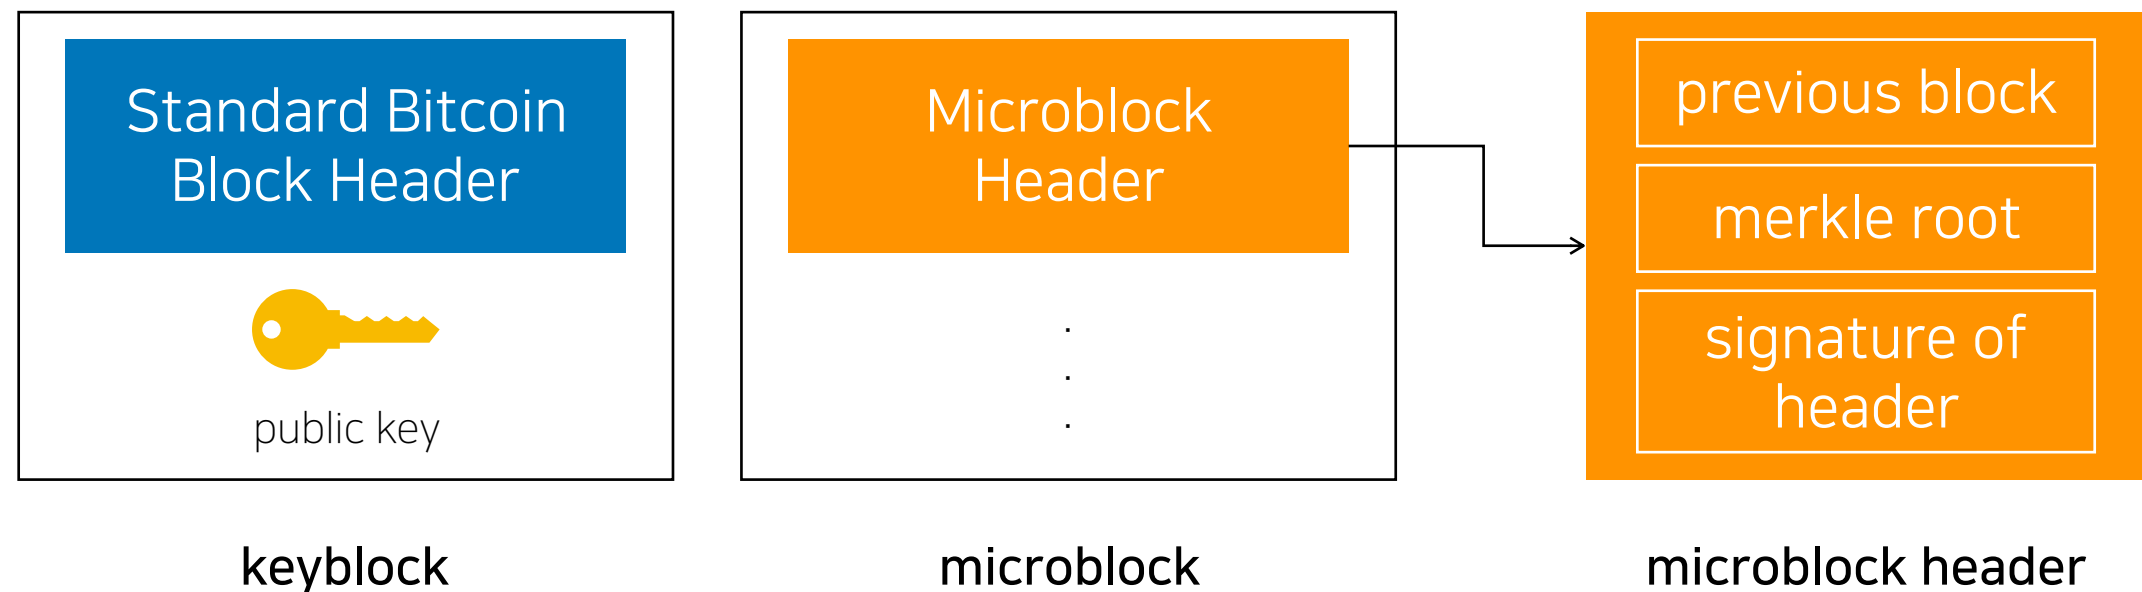 Standard Bitcoin
Block Header
public key
keyblock
Microblock
Header
.
.
.
microblock
previous block
merkle root
signature of
header
microblock header